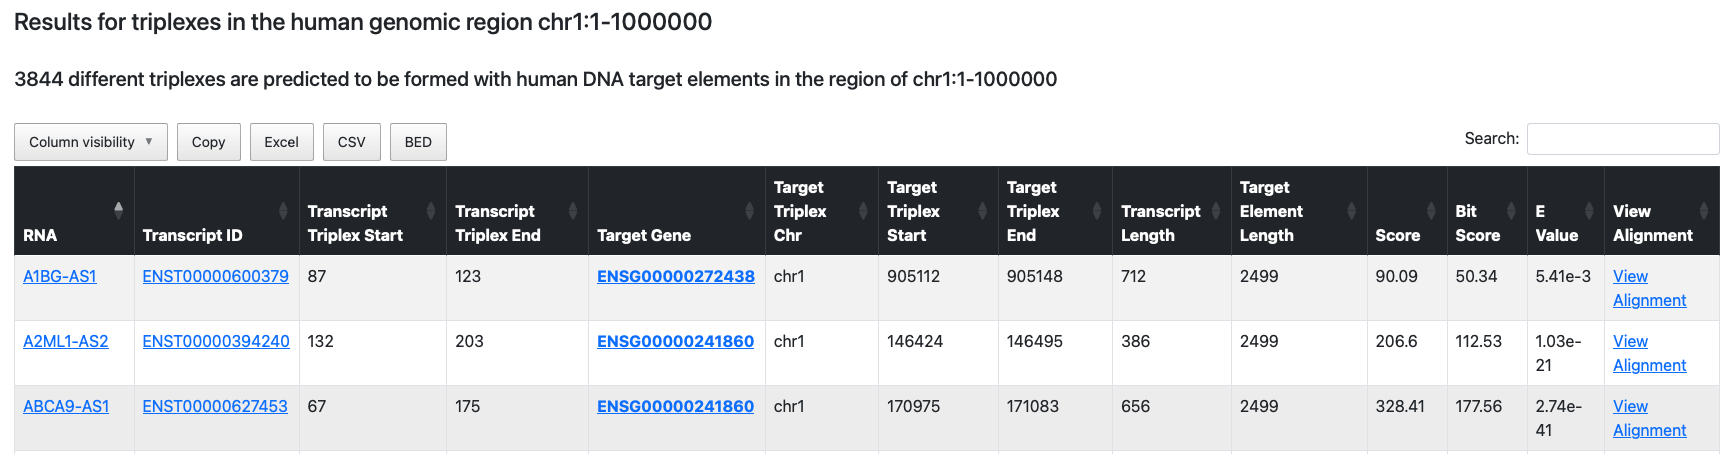 Results for triplexes in the human genomic region chr1:1-1000000
3844 different triplexes are predicted to be formed with human DNA target elements in the region of chr1:1-1000000
Column visibility ▼ Copy Excel CSV BED Search:
RNA Transcript ID Transcript Triplex Start Transcript Triplex End Target Gene Target Triplex Chr Target Triplex Start Target Triplex End Transcript Length Target Element Length Score Bit Score E Value View Alignment
A1BG-AS1 ENST00000600379 87 123 ENSG00000272438 chr1 905112 905148 712 2499 90.09 50.34 5.41e-3 View Alignment
A2ML1-AS2 ENST00000394240 132 203 ENSG00000241860 chr1 146424 146495 386 2499 206.6 112.53 1.03e-21 View Alignment
ABCA9-AS1 ENST00000627453 67 175 ENSG00000241860 chr1 170975 171083 656 2499 328.41 177.56 2.74e-41 View Alignment